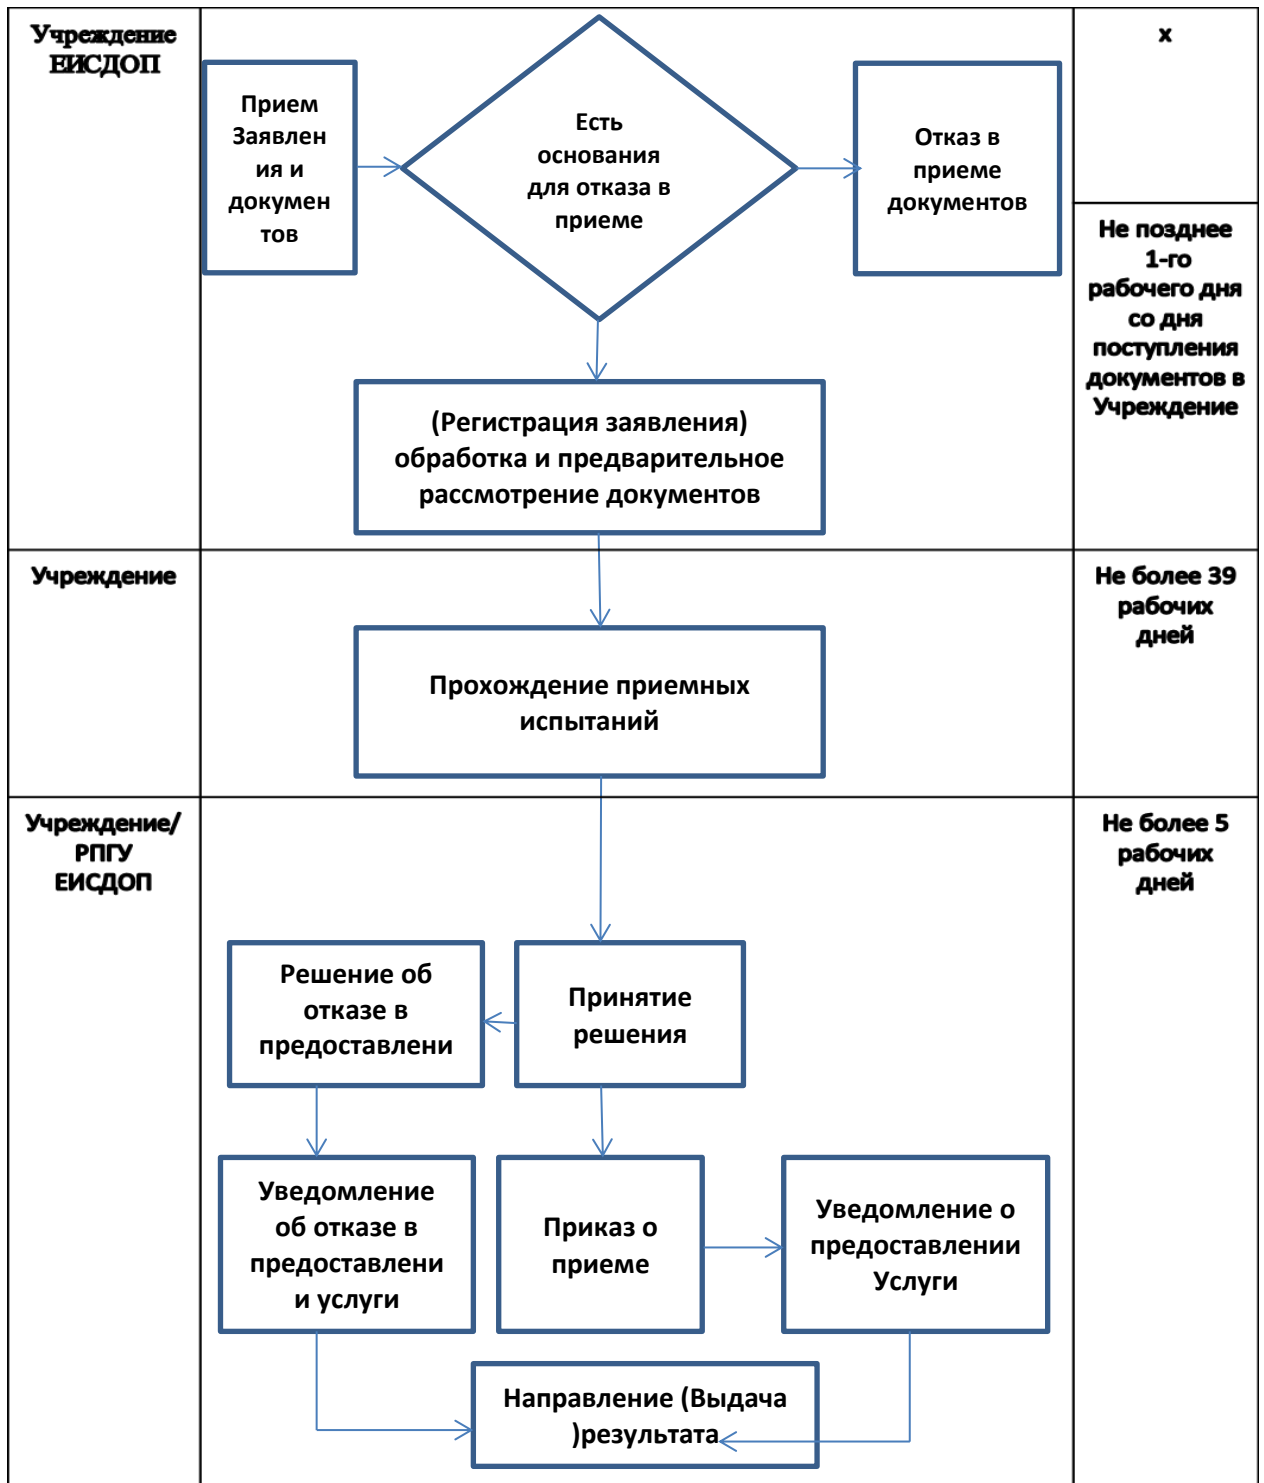 Учреждение
ЕИСДОП
Прием
Заявлен
ия и
докумен
тов
Есть
основания
для отказа в
приеме
Отказ в
приеме
документов
х
Не позднее
1-го
рабочего дня
со дня
поступления
документов в
Учреждение
(Регистрация заявления)
обработка и предварительное
рассмотрение документов
Учреждение
Прохождение приемных
испытаний
Не более 39
рабочих
дней
Учреждение/
РПГУ
ЕИСДОП
Не более 5
рабочих
дней
Решение об
отказе в
предоставлени
Принятие
решения
Уведомление
об отказе в
предоставлени
и услуги
Приказ о
приеме
Уведомление о
предоставлении
Услуги
Направление (Выдача
)результата